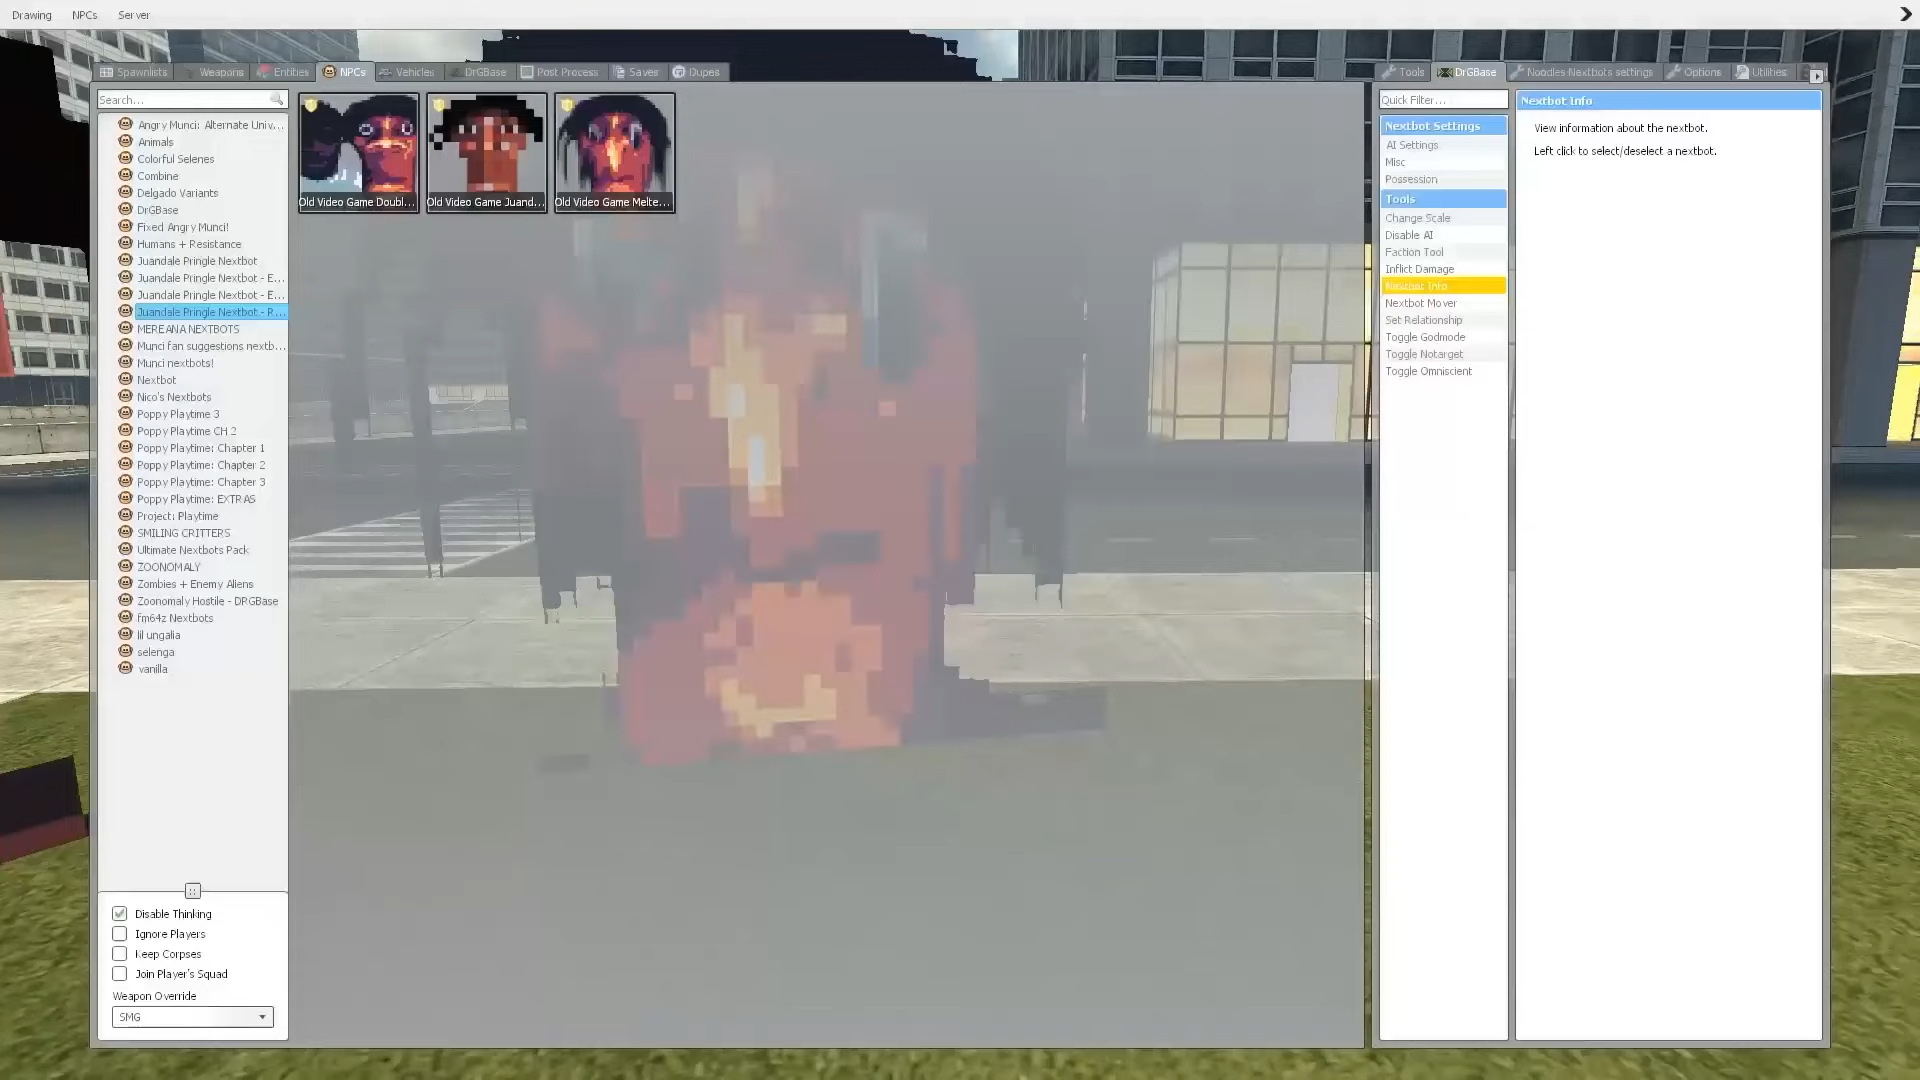 Drawing NPCs Server
Spawnlists Weapons Entities NPCs Vehicles DrGBase Post Process Saves Dupes
Search...
Angry Munci: Alternate Univ...
Animals
Colorful Selenes
Combine
Delgado Variants
DrGBase
Fixed Angry Munci!
Humans + Resistance
Juandale Pringle Nextbot
Juandale Pringle Nextbot - E...
Juandale Pringle Nextbot - E...
Juandale Pringle Nextbot - R...
MEREANA NEXTBOTS
Munci fan suggestions nextb...
Munci nextbots!
Nextbot
Nico's Nextbots
Poppy Playtime 3
Poppy Playtime CH 2
Poppy Playtime: Chapter 1
Poppy Playtime: Chapter 2
Poppy Playtime: Chapter 3
Poppy Playtime: EXTRAS
Project: Playtime
SMILING CRITTERS
Ultimate Nextbots Pack
ZOONOMALY
Zombies + Enemy Aliens
Zoonomaly Hostile - DRGBase
fm64z Nextbots
lil ungalia
selenga
vanilla
Disable Thinking
Ignore Players
Keep Corpses
Join Player's Squad
Weapon Override
SMG
Old Video Game Doubl...
Old Video Game Juand...
Old Video Game Melte...
Tools DrGBase Noodles Nextbots settings Options Utilities
Quick Filter...
Nextbot Settings
AI Settings
Misc
Possession
Tools
Change Scale
Disable AI
Faction Tool
Inflict Damage
Nextbot Info
Nextbot Mover
Set Relationship
Toggle Godmode
Toggle Notarget
Toggle Omniscient
Nextbot Info
View information about the nextbot.
Left click to select/deselect a nextbot.